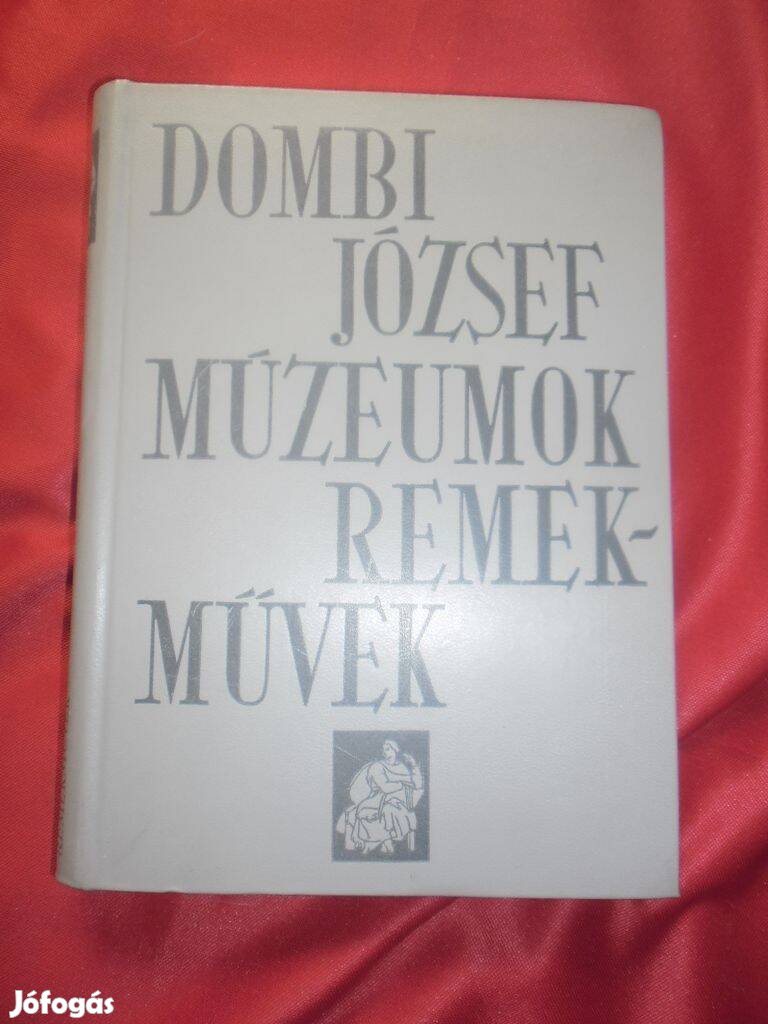 DOMBI
JÓZSEF
MÚZEUMOK
REMEK-
MŰVEK
Jófogás